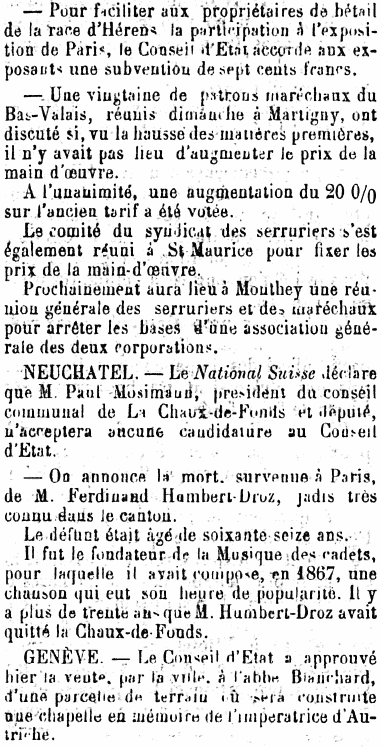 — Pour faciliter aux propriétaires de bétail
de la race d'Hérens la participation à l'exposi-
tion de Paris, le Conseil d'Etat accorde aux ex-
posants une subvention de sept cents francs.
— Une vingtaine de patrons maréchaux du
Bas-Valais, réunis dimanche à Martigny, ont
discuté si, vu la hausse des matières premières,
il n'y avait pas lieu d'augmenter le prix de la
main d'œuvre.
A l'unanimité, une augmentation du 20 0/0
sur l'ancien tarif a été votée.
Le comité du syndicat des serruriers s'est
également réuni à St-Maurice pour fixer les
prix de la main-d'œuvre.
Prochainement aura lieu à Monthey une réu-
nion générale des serruriers et des maréchaux
pour arrêter les bases d'une association géné-
rale des deux corporations.
NEUCHATEL. — Le National Suisse déclare
que M. Paul Mosimann, president du conseil
communal de La Chaux-de-Fonds et député,
n'acceptera aucune candidature au Conseil
d'Etat.
— On annonce la mort, survenue à Paris,
de M. Ferdinand Humbert-Droz, jadis très
connu dans le canton.
Le défunt était âgé de soixante-seize ans.
Il fut le fondateur de la Musique des cadets,
pour laquelle il avait composé, en 1867, une
chanson qui eut son heure de popularité. Il y
a plus de trente ans que M. Humbert-Droz avait
quitté la Chaux-de-Fonds.
GENÈVE. — Le Conseil d'Etat a approuvé
hier la vente, par la ville, à l'abbé Blanchard,
d'une parcelle de terrain où sera construite
une chapelle en mémoire de l'impératrice d'Au-
triche.